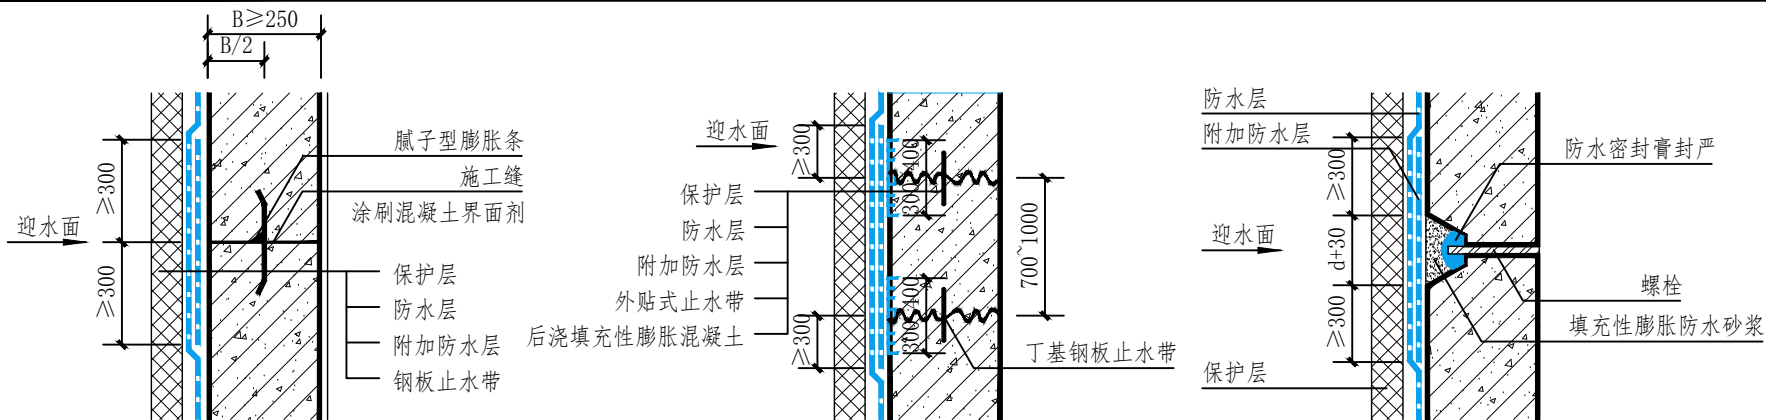 B≥250
B/2
≥300
≥300
迎水面
腻子型膨胀条
施工缝
涂刷混凝土界面剂
保护层
防水层
附加防水层
钢板止水带
迎水面
≥300
≥300
300~400
300~400
700~1000
保护层
防水层
附加防水层
外贴式止水带
后浇填充性膨胀混凝土
丁基钢板止水带
防水层
附加防水层
迎水面
≥300
d+30
≥300
保护层
防水密封膏封严
螺栓
填充性膨胀防水砂浆